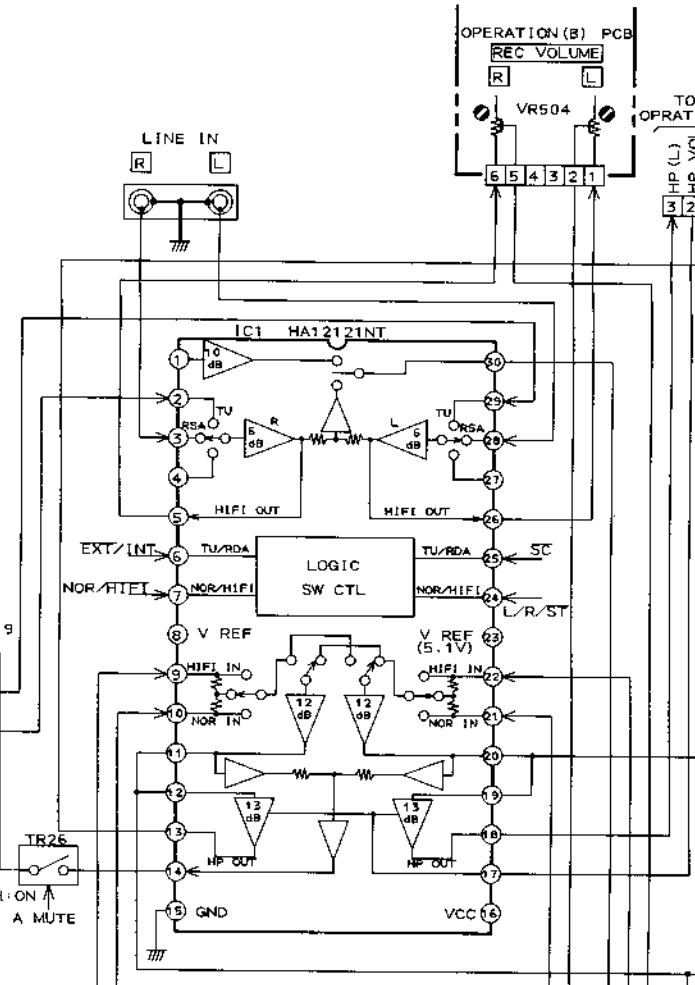 OPERATION(B) PCB
REC VOLUME
R L
VR504
TO
OPRAT
LINE IN
R L
6 5 4 3 2 1
HP (L)
HP VOL
3 2
IC1 HA12121NT
1 10 dB 30
2 TU TU 29
3 RSA 6 dB R L 6 dB RSA 28
4 27
5 HIFI OUT HIFI OUT 26
EXT/INT 6 TU/RDA LOGIC TU/RDA 25 SC
NOR/HIFI 7 NOR/HIFI SW CTL NOR/HIFI 24 L/R/ST
8 V REF V REF 23
(5.1V)
9
9 HIFI IN HIFI IN 22
12 dB 12 dB
10 NOR IN NOR IN 21
11 20
12 13 dB 13 dB 19
13 HP OUT HP OUT 18
TR26
14 17
ON
A MUTE
15 GND VCC 16